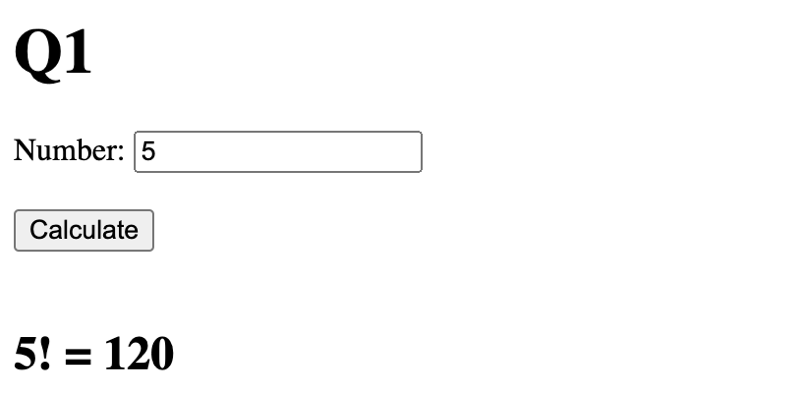 Q1
Number: 5
Calculate
5! = 120